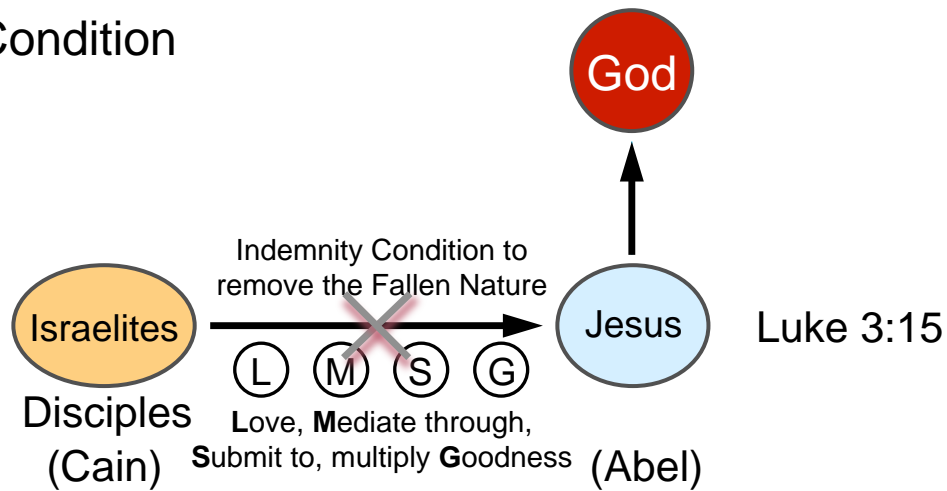 Condition
God
Indemnity Condition to
remove the Fallen Nature
Israelites
Jesus
Luke 3:15
L M S G
Disciples
(Cain)
Love, Mediate through,
Submit to, multiply Goodness
(Abel)